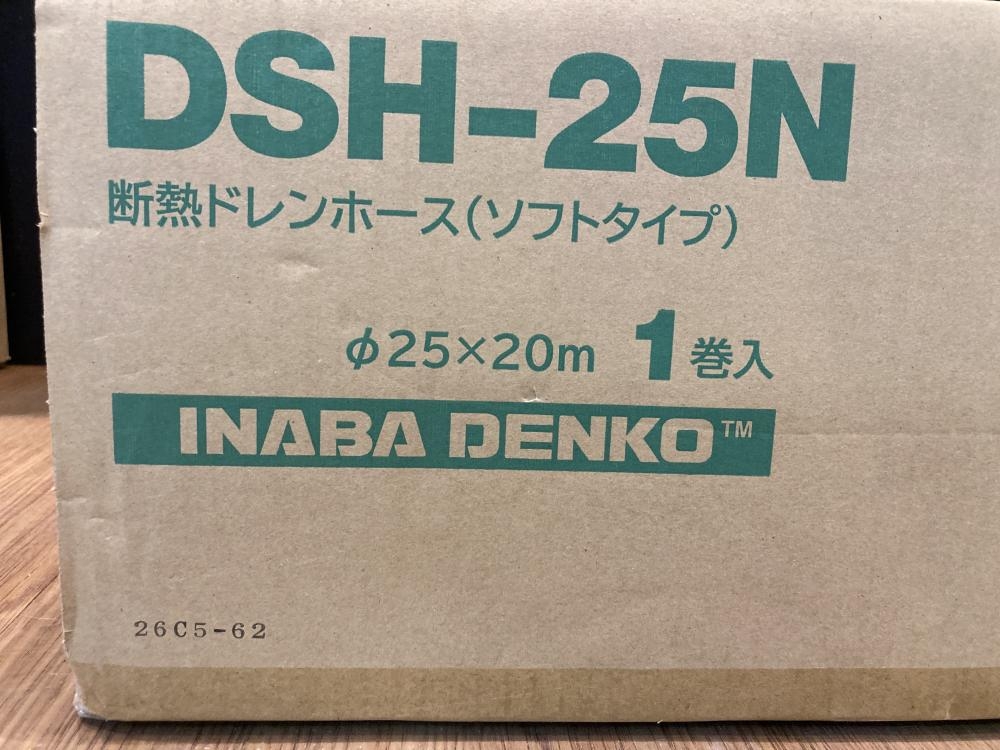 DSH-25N
断熱ドレンホース(ソフトタイプ)
φ25×20m 1巻入
INABA DENKO™
26C5-62